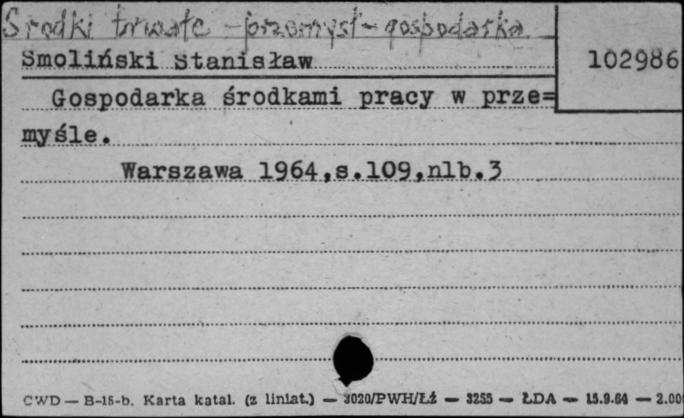 Środki trwałe - przemysł - gospodarka
Smoliński Stanisław
102986
Gospodarka środkami pracy w prze=
myśle.
Warszawa 1964,s.109,nlb.3
CWD — B-15-b. Karta katal. (z liniat.) — 3020/PWH/ŁŹ — 3255 — ŁDA — 15.9.64 — 2.00